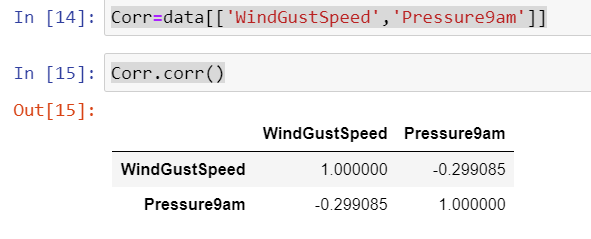 In [14]: Corr=data[['WindGustSpeed','Pressure9am']]
In [15]: Corr.corr()
Out[15]:
WindGustSpeed Pressure9am
WindGustSpeed 1.000000 -0.299085
Pressure9am -0.299085 1.000000